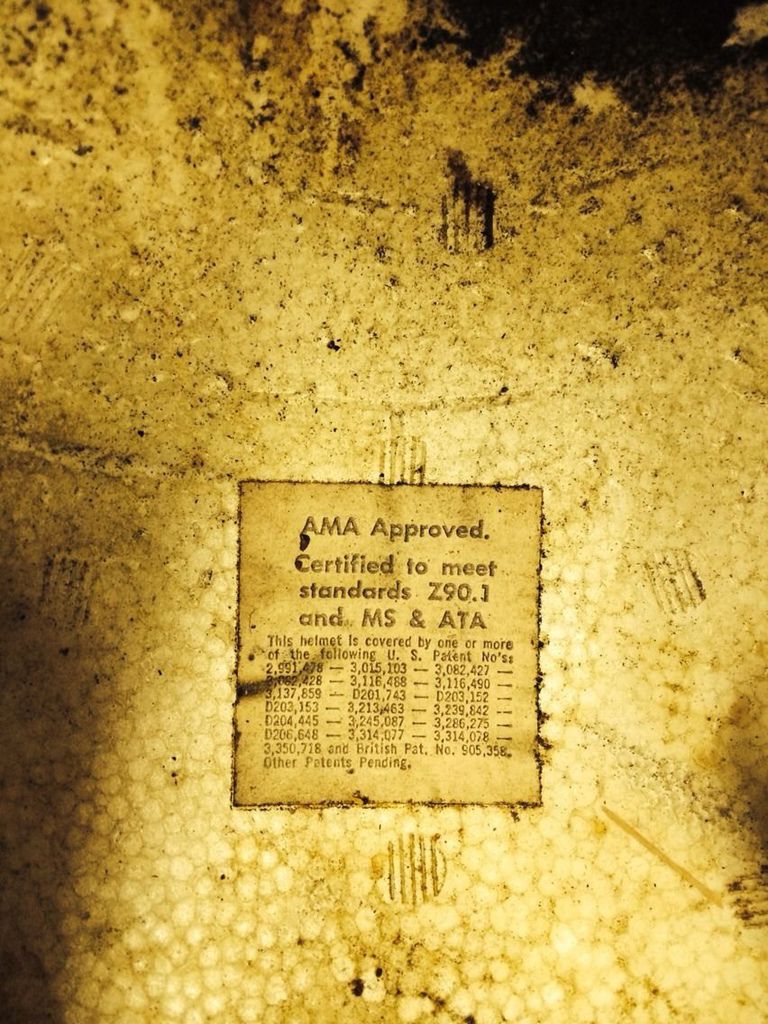 AMA Approved.
Certified to meet
standards Z90.1
and MS & ATA
This helmet is covered by one or more
of the following U. S. Patent No's:
2,991,478 — 3,015,103 — 3,082,427 —
3,082,428 — 3,116,488 — 3,116,490 —
3,137,859 — D201,743 — D203,152 —
D203,153 — 3,213,463 — 3,239,842 —
D204,445 — 3,245,087 — 3,286,275 —
D206,648 — 3,314,077 — 3,314,078 —
3,350,718 and British Pat. No. 905,358.
Other Patents Pending.